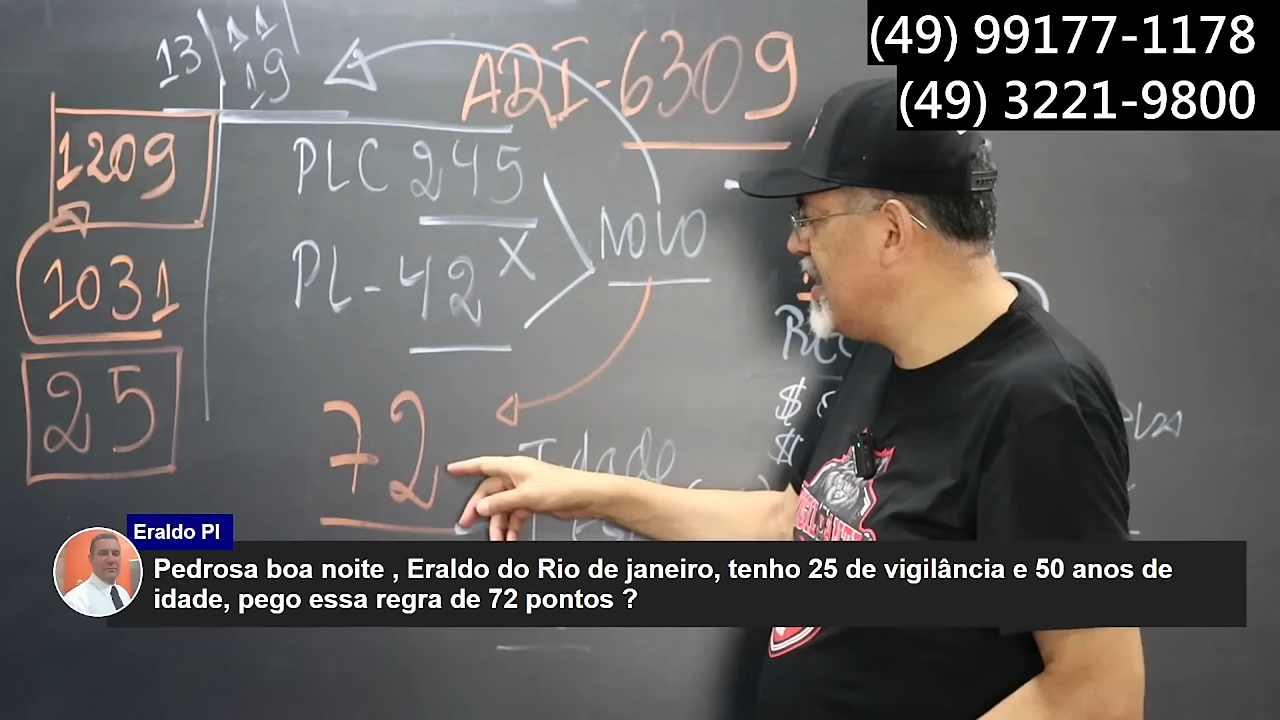 (49) 99177-1178
(49) 3221-9800
13 11
19
ADI-6309
1209
PLC 245
NOVO
1031
PL-42 X
25
72
Idade
$
$
Eraldo PI
Pedrosa boa noite , Eraldo do Rio de janeiro, tenho 25 de vigilância e 50 anos de
idade, pego essa regra de 72 pontos ?